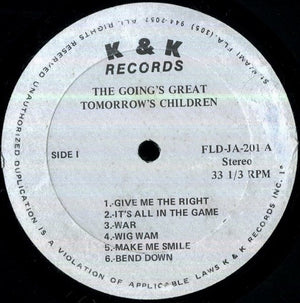 K & K
RECORDS
THE GOING'S GREAT
TOMORROW'S CHILDREN
SIDE I
FLD-JA-201 A
Stereo
33 1/3 RPM
1.-GIVE ME THE RIGHT
2.-IT'S ALL IN THE GAME
3.-WAR
4.-WIG WAM
5.-MAKE ME SMILE
6.-BEND DOWN
ALL RIGHTS RESERVED UNAUTHORIZED DUPLICATION IS A VIOLATION OF APPLICABLE LAWS K & K RECORDS INC.
MIAMI FLA. (305)